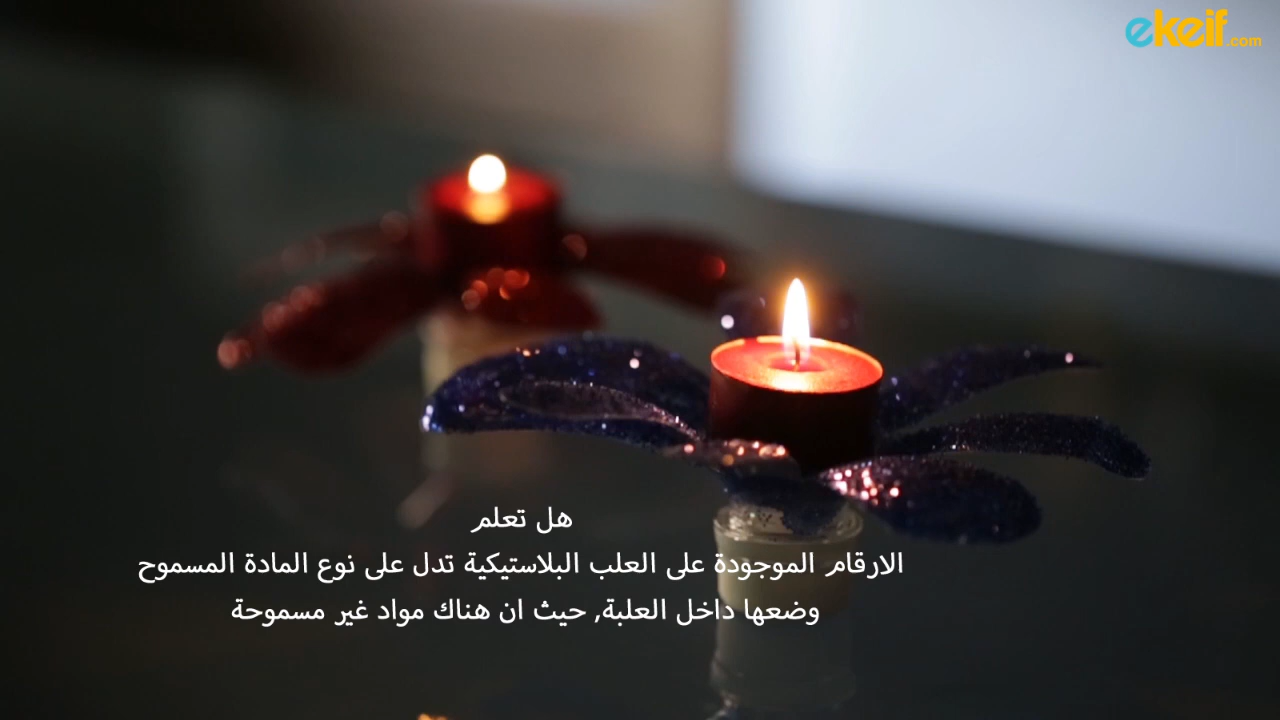 ekeif.com
هل تعلم
الارقام الموجودة على العلب البلاستيكية تدل على نوع المادة المسموح
وضعها داخل العلبة, حيث ان هناك مواد غير مسموحة